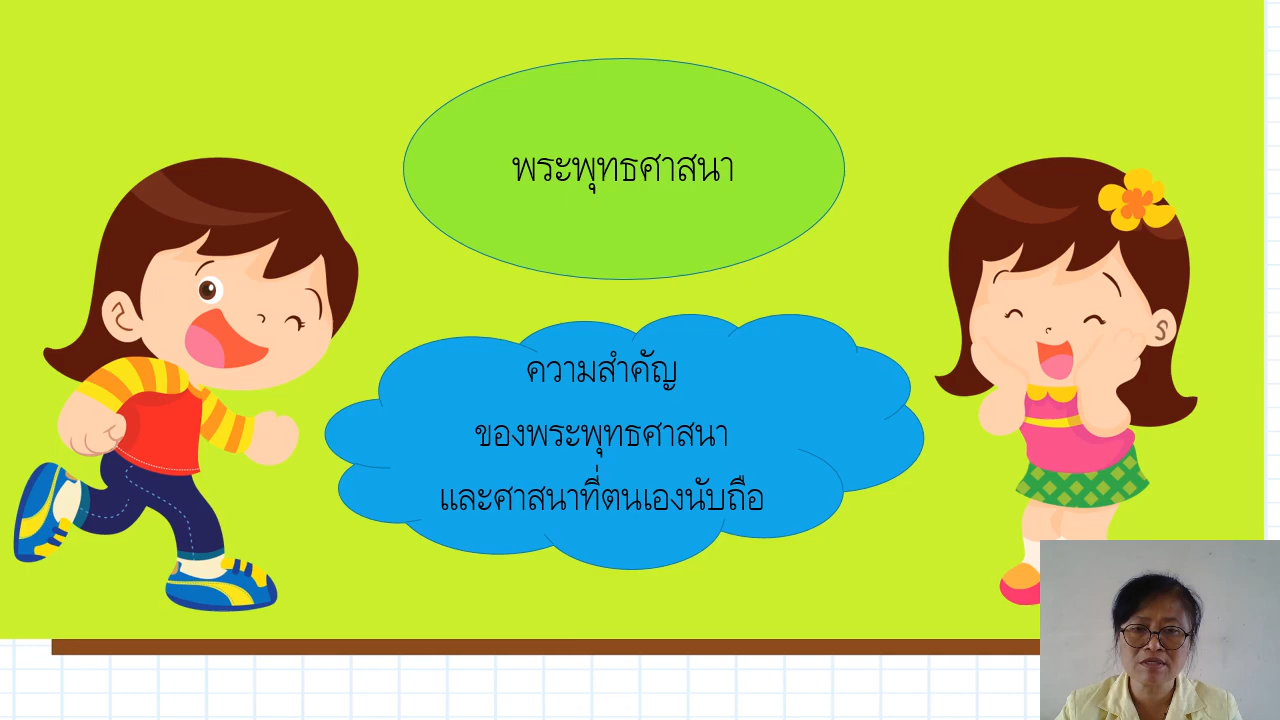 พระพุทธศาสนา
ความสำคัญ
ของพระพุทธศาสนา
และศาสนาที่ตนเองนับถือ